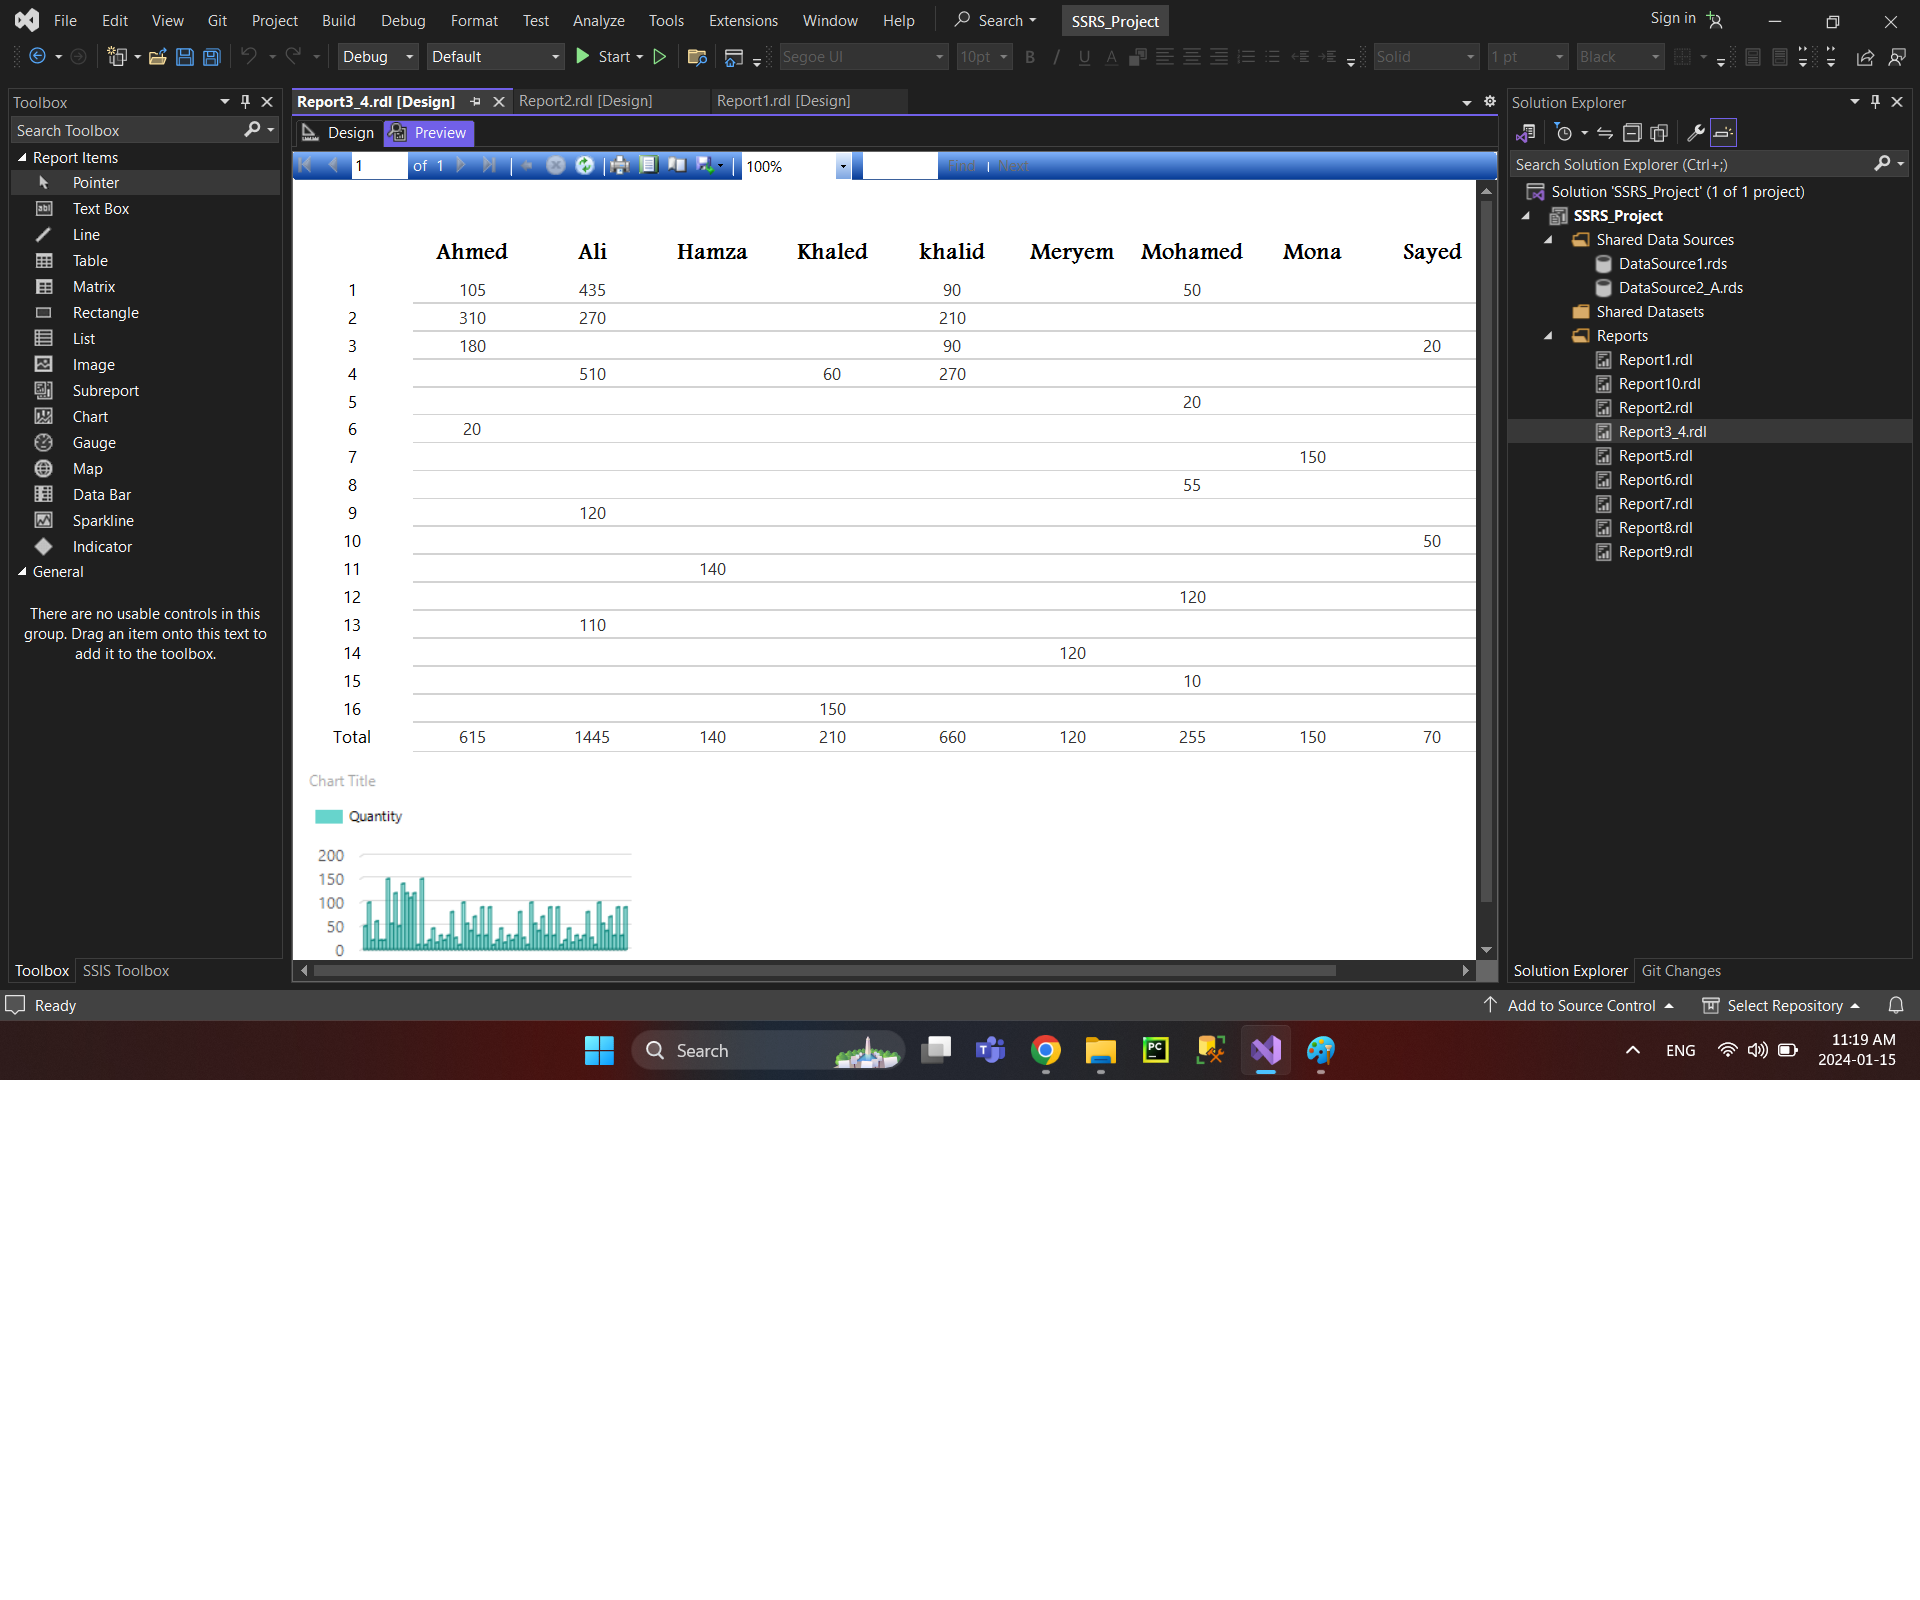 File Edit View Git Project Build Debug Format Test Analyze Tools Extensions Window Help Search SSRS_Project Sign in
Debug Default Start Segoe UI 10pt B I U A Solid 1 pt Black
Toolbox
Search Toolbox
Report Items
Pointer
Text Box
Line
Table
Matrix
Rectangle
List
Image
Subreport
Chart
Gauge
Map
Data Bar
Sparkline
Indicator
General
There are no usable controls in this
group. Drag an item onto this text to
add it to the toolbox.
Toolbox SSIS Toolbox
Report3_4.rdl [Design] Report2.rdl [Design] Report1.rdl [Design]
Design Preview
1 of 1 100% Find | Next
Ahmed Ali Hamza Khaled khalid Meryem Mohamed Mona Sayed
1 105 435 90 50
2 310 270 210
3 180 90 20
4 510 60 270
5 20
6 20
7 150
8 55
9 120
10 50
11 140
12 120
13 110
14 120
15 10
16 150
Total 615 1445 140 210 660 120 255 150 70
Chart Title
Quantity
200
150
100
50
0
Solution Explorer
Search Solution Explorer (Ctrl+;)
Solution 'SSRS_Project' (1 of 1 project)
SSRS_Project
Shared Data Sources
DataSource1.rds
DataSource2_A.rds
Shared Datasets
Reports
Report1.rdl
Report10.rdl
Report2.rdl
Report3_4.rdl
Report5.rdl
Report6.rdl
Report7.rdl
Report8.rdl
Report9.rdl
Solution Explorer Git Changes
Ready Add to Source Control Select Repository
Search ENG 11:19 AM
2024-01-15